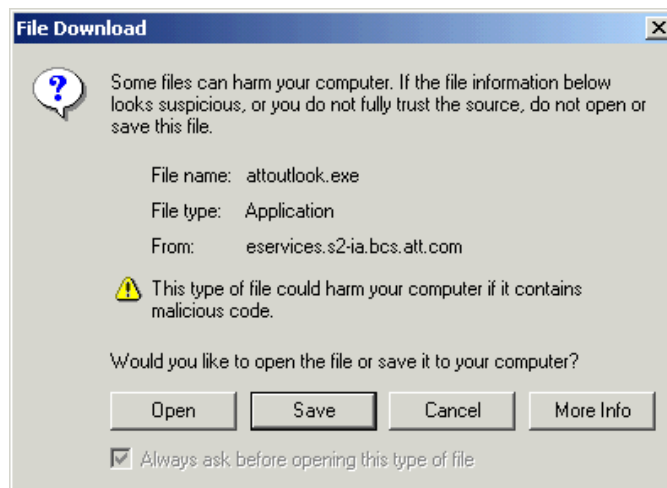 File Download
Some files can harm your computer. If the file information below
looks suspicious, or you do not fully trust the source, do not open or
save this file.
File name: attoutlook.exe
File type: Application
From: eservices.s2-ia.bcs.att.com
This type of file could harm your computer if it contains
malicious code.
Would you like to open the file or save it to your computer?
Open Save Cancel More Info
Always ask before opening this type of file